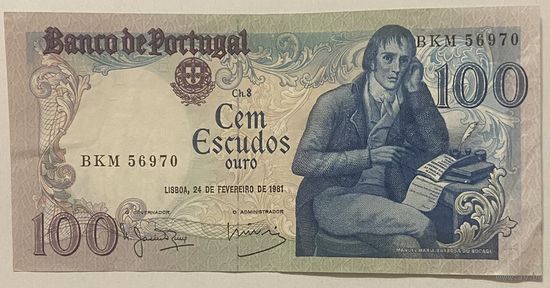 Banco de Portugal
BKM 56970
100
Ch.8
Cem
Escudos
ouro
BKM 56970
LISBOA, 24 DE FEVEREIRO DE 1981
O GOVERNADOR
O ADMINISTRADOR
100
MANUEL MARIA BARBOSA DU BOCAGE